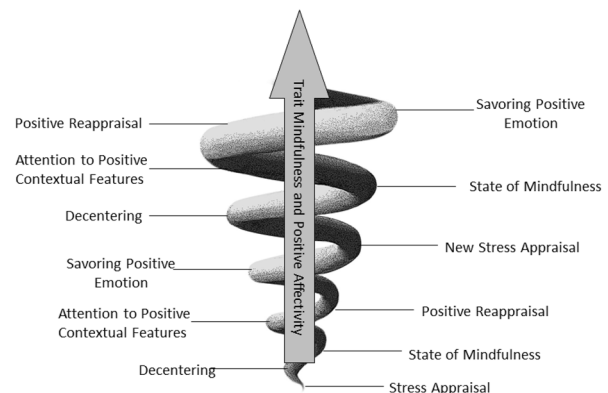 Trait Mindfulness and Positive Affectivity
Savoring Positive
Emotion
Positive Reappraisal
Attention to Positive
Contextual Features
State of Mindfulness
Decentering
New Stress Appraisal
Savoring Positive
Emotion
Positive Reappraisal
Attention to Positive
Contextual Features
State of Mindfulness
Decentering
Stress Appraisal